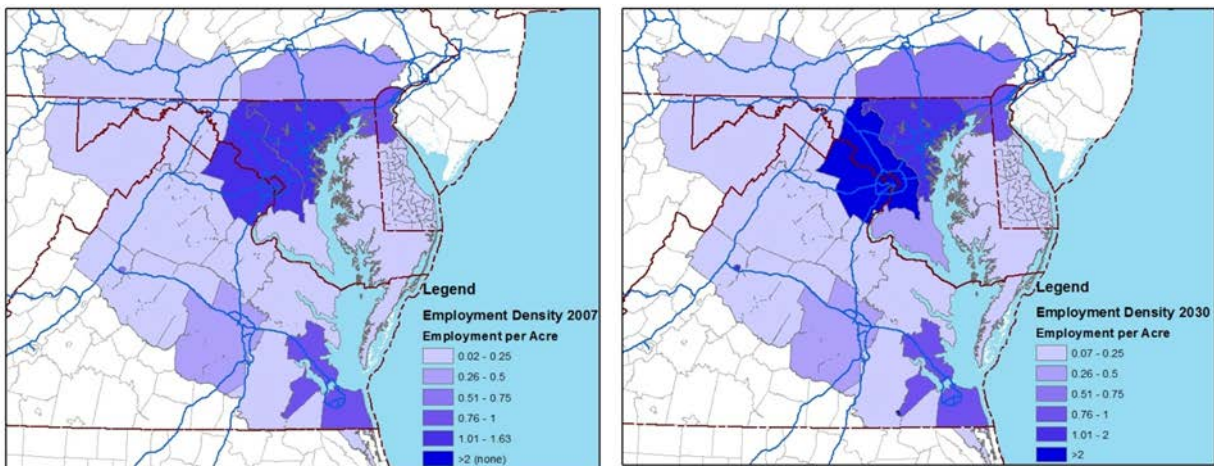 Legend
Employment Density 2007
Employment per Acre
0.02 - 0.25
0.26 - 0.5
0.51 - 0.75
0.76 - 1
1.01 - 1.63
>2 (none)
Legend
Employment Density 2030
Employment per Acre
0.07 - 0.25
0.26 - 0.5
0.51 - 0.75
0.76 - 1
1.01 - 2
>2